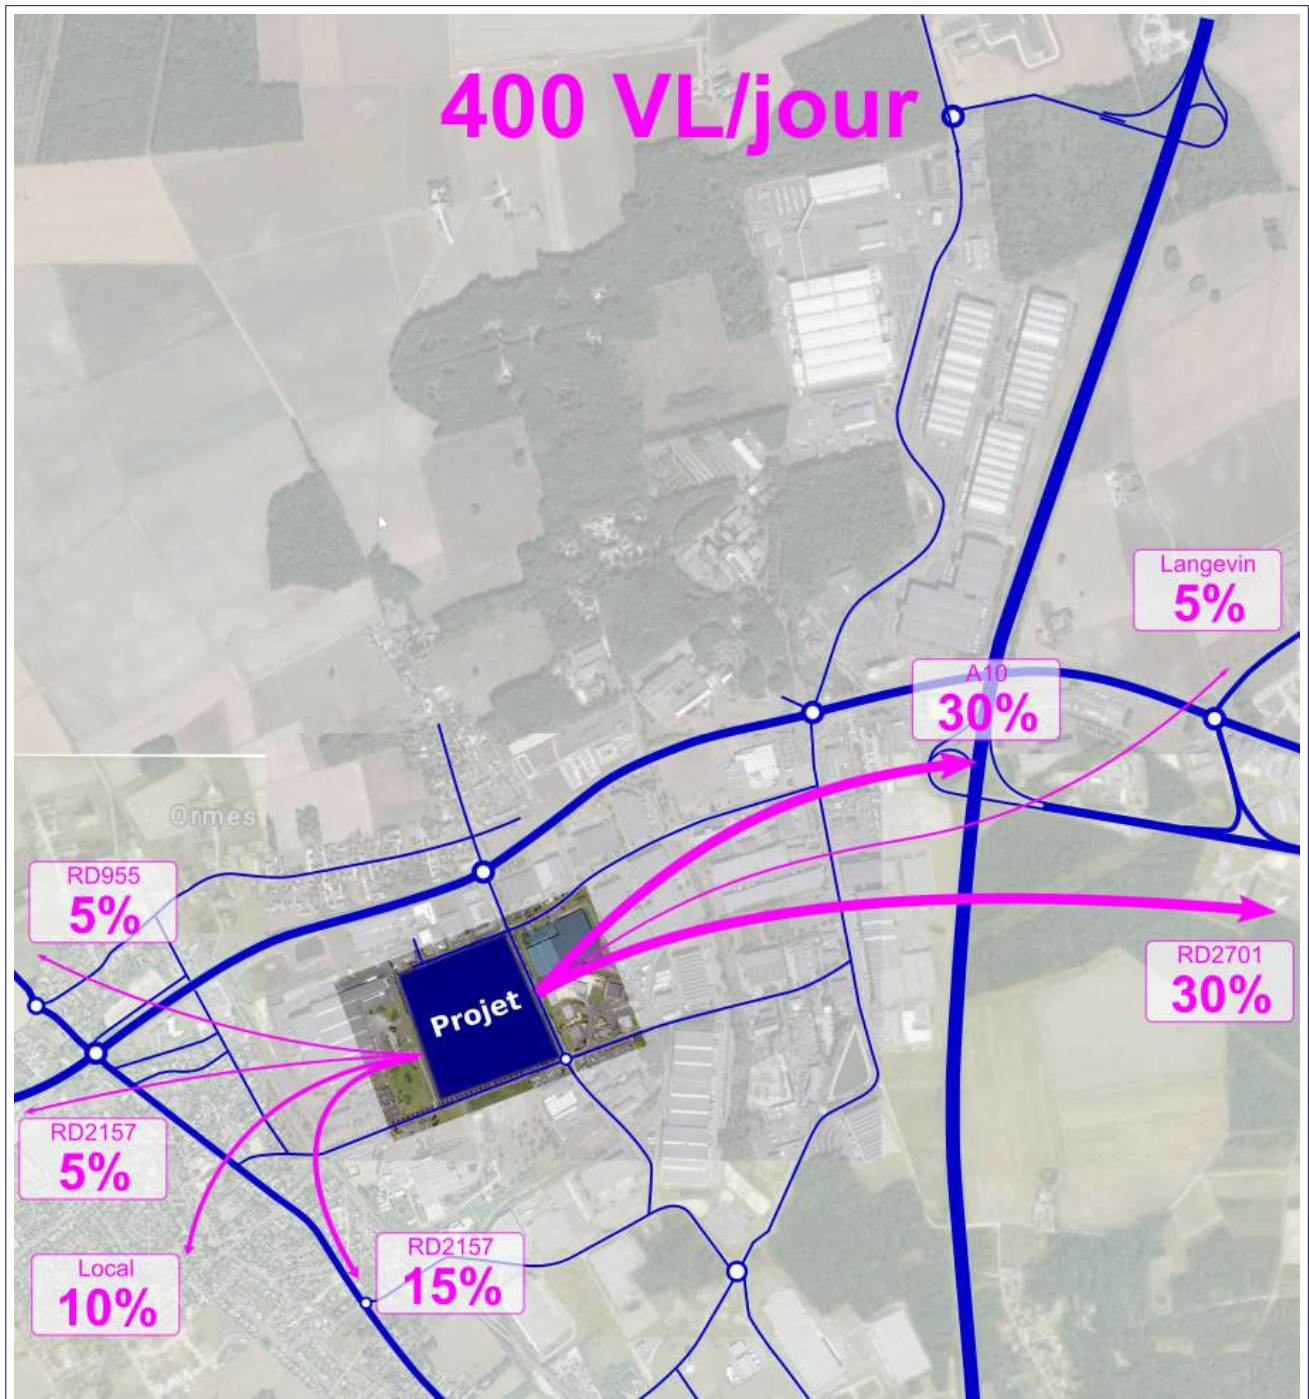 400 VL/jour
Langevin
5%
A10
30%
Ormes
RD955
5%
RD2701
30%
Projet
RD2157
5%
RD2157
15%
Local
10%